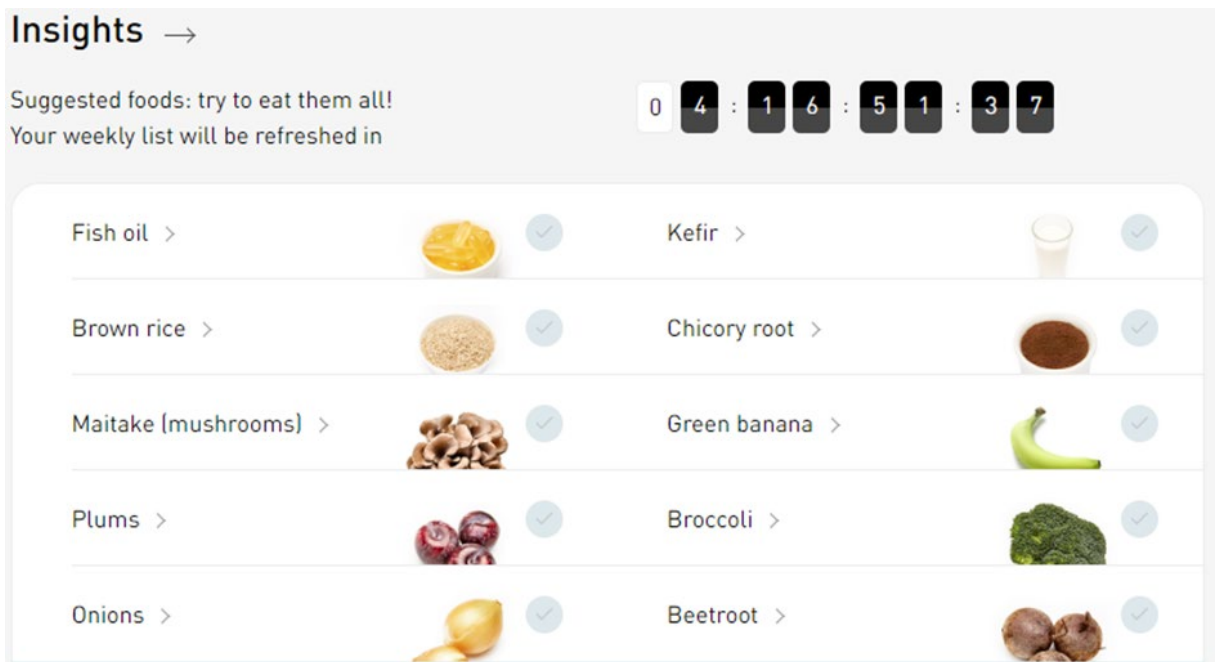 Insights →
Suggested foods: try to eat them all!
Your weekly list will be refreshed in
04:16:51:37
Fish oil >
Kefir >
Brown rice >
Chicory root >
Maitake (mushrooms) >
Green banana >
Plums >
Broccoli >
Onions >
Beetroot >